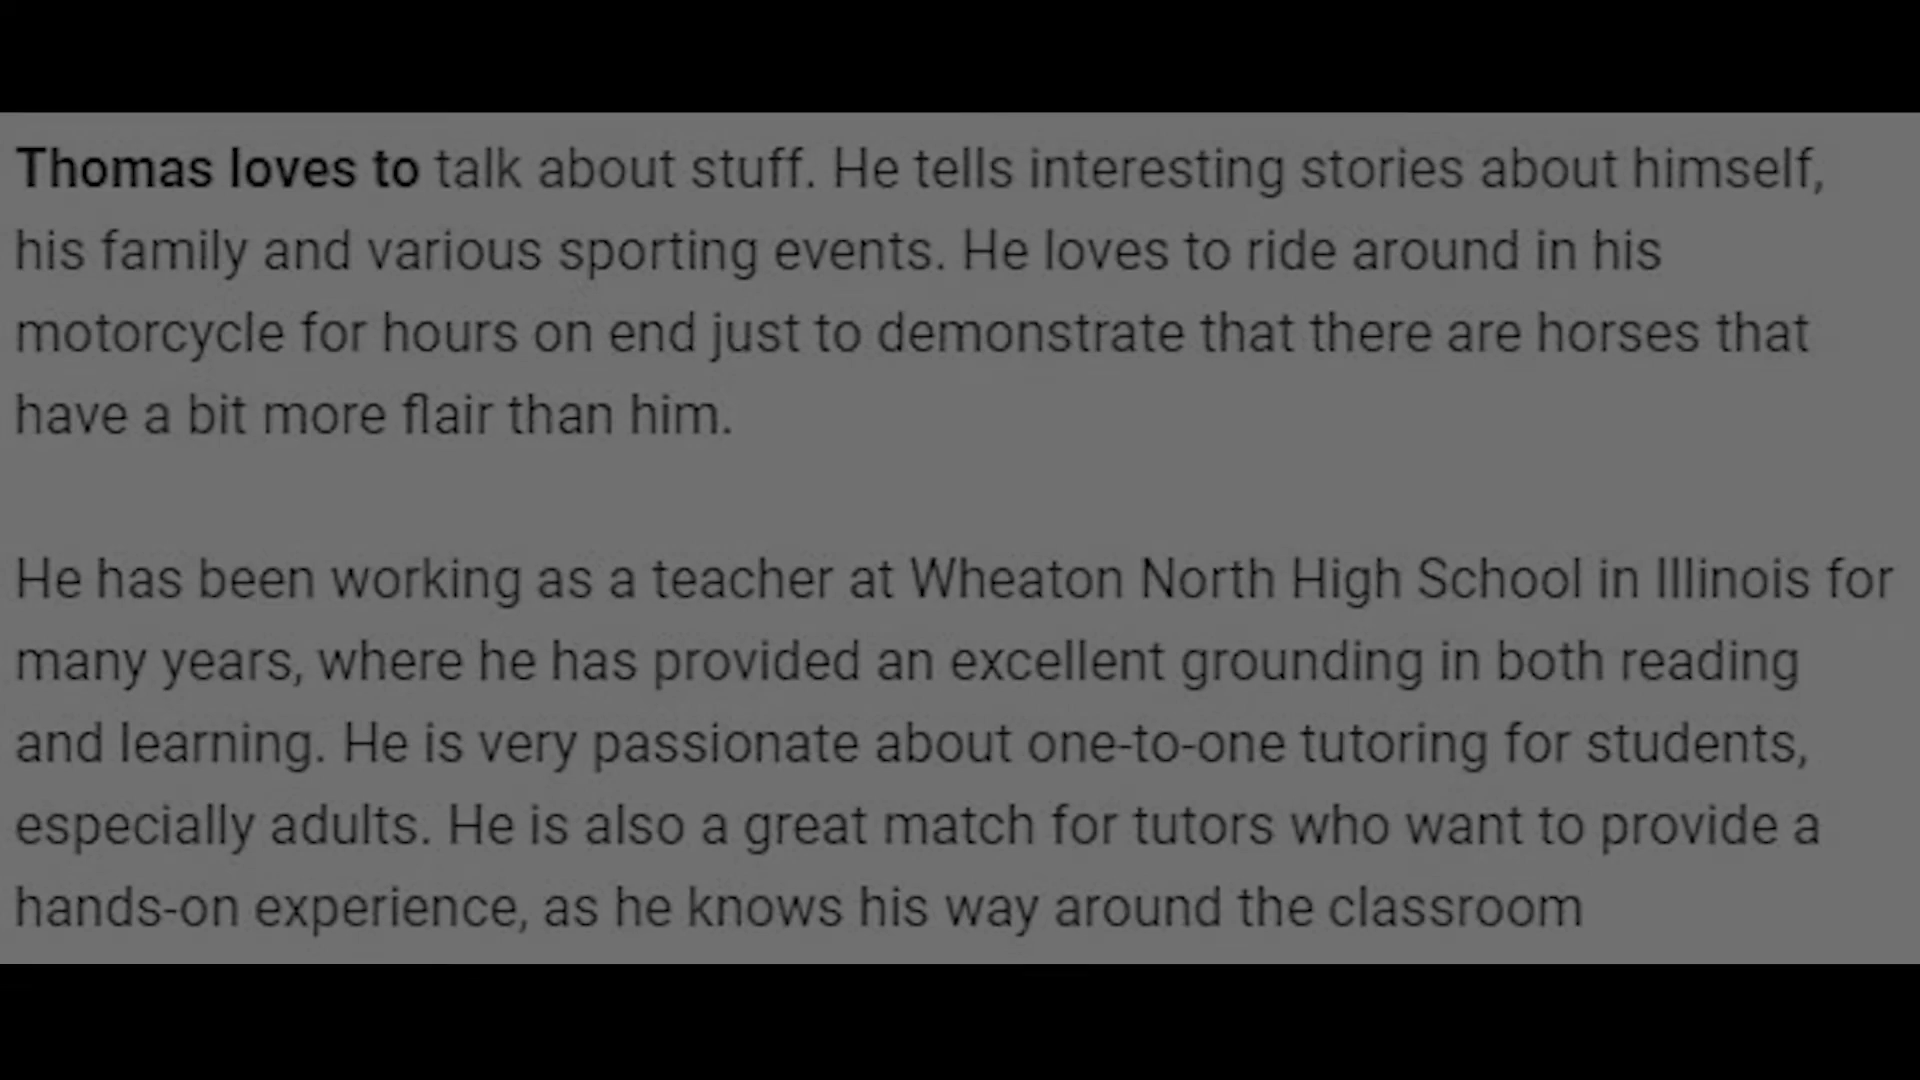 Thomas loves to talk about stuff. He tells interesting stories about himself,
his family and various sporting events. He loves to ride around in his
motorcycle for hours on end just to demonstrate that there are horses that
have a bit more flair than him.
He has been working as a teacher at Wheaton North High School in Illinois for
many years, where he has provided an excellent grounding in both reading
and learning. He is very passionate about one-to-one tutoring for students,
especially adults. He is also a great match for tutors who want to provide a
hands-on experience, as he knows his way around the classroom